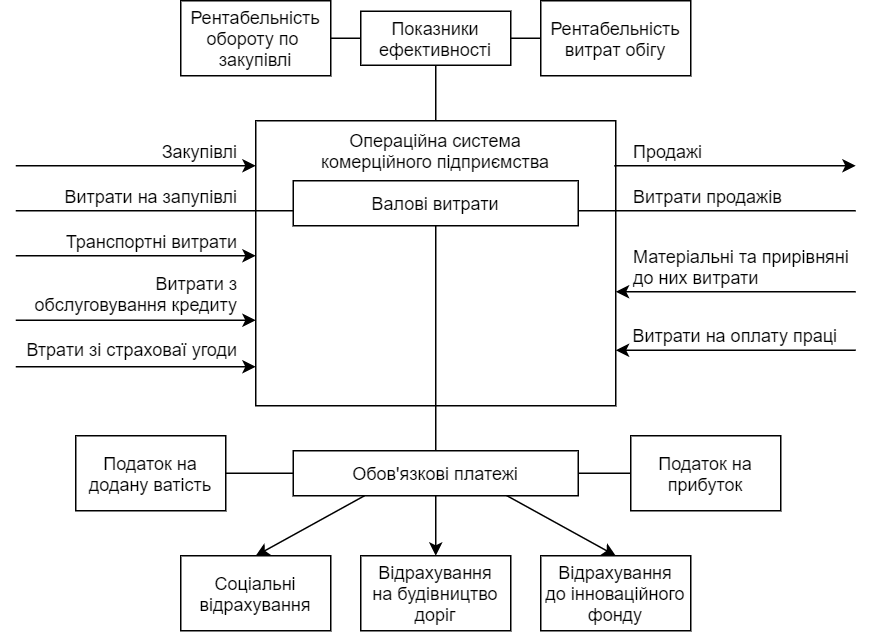 Рентабельність
обороту по
закупівлі
Показники
ефективності
Рентабельність
витрат обігу
Операційна система
комерційного підприємства
Валові витрати
Закупівлі
Витрати на запупівлі
Транспортні витрати
Витрати з
обслуговування кредиту
Втрати зі страховаї угоди
Продажі
Витрати продажів
Матеріальні та прирівняні
до них витрати
Витрати на оплату праці
Податок на
додану ватість
Обов'язкові платежі
Податок на
прибуток
Соціальні
відрахування
Відрахування
на будівництво
доріг
Відрахування
до інноваційного
фонду